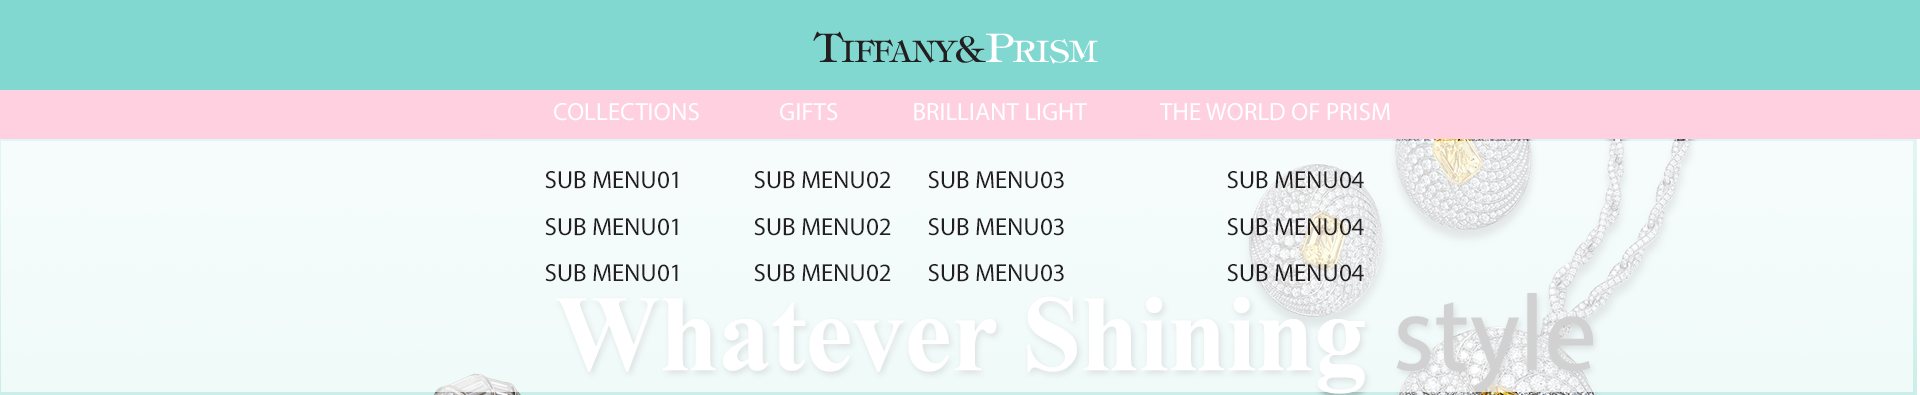 TIFFANY&PRISM
COLLECTIONS GIFTS BRILLIANT LIGHT THE WORLD OF PRISM
SUB MENU01 SUB MENU02 SUB MENU03 SUB MENU04
SUB MENU01 SUB MENU02 SUB MENU03 SUB MENU04
SUB MENU01 SUB MENU02 SUB MENU03 SUB MENU04
Whatever Shining style